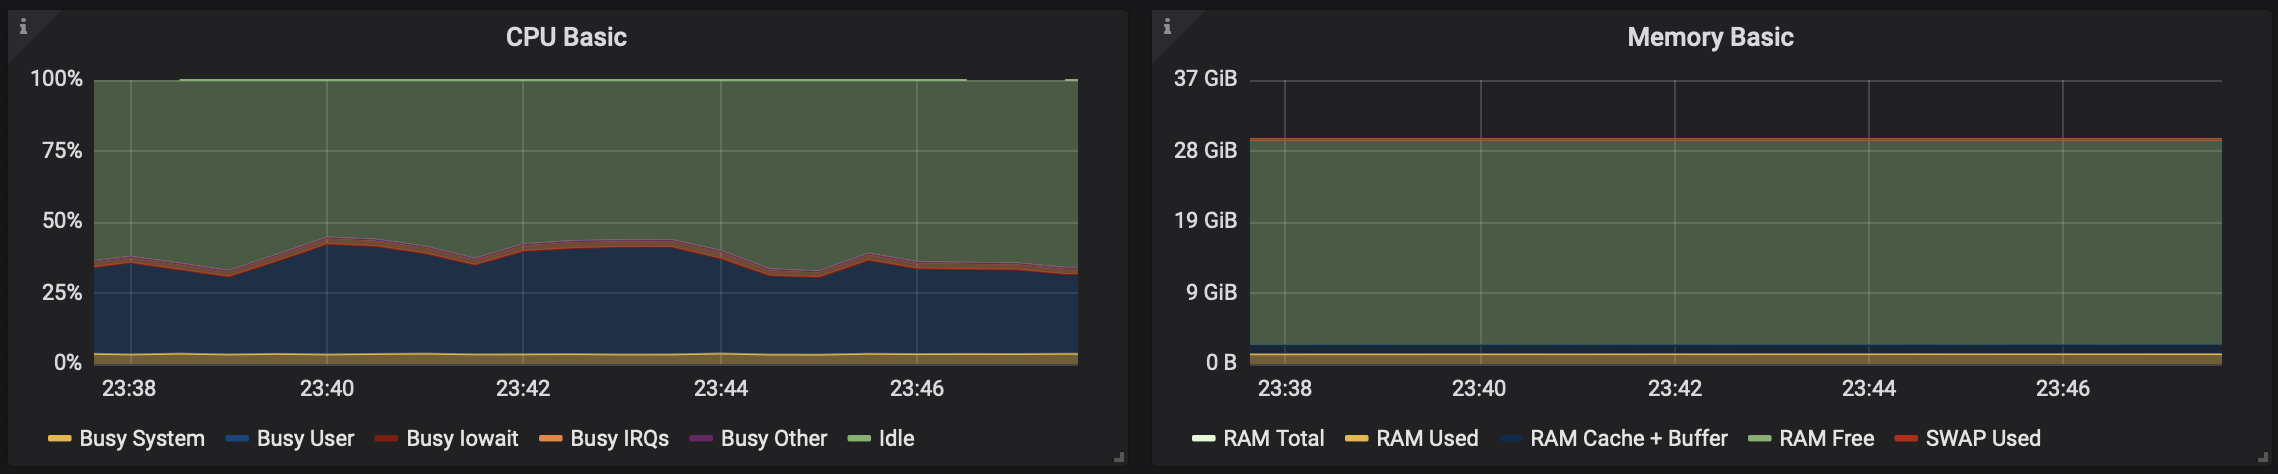 CPU Basic
100%
75%
50%
25%
0%
23:38 23:40 23:42 23:44 23:46
Busy System Busy User Busy Iowait Busy IRQs Busy Other Idle
Memory Basic
37 GiB
28 GiB
19 GiB
9 GiB
0 B
23:38 23:40 23:42 23:44 23:46
RAM Total RAM Used RAM Cache + Buffer RAM Free SWAP Used